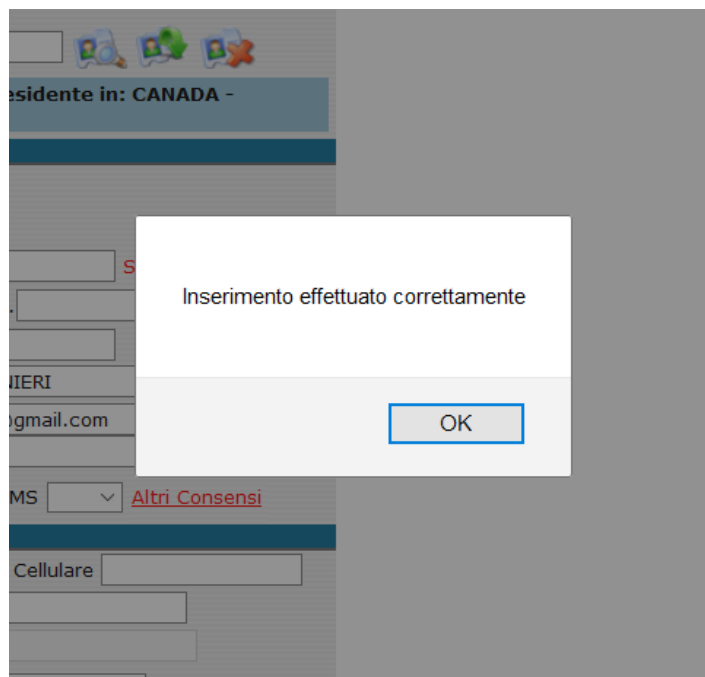 esidente in: CANADA -
S
Inserimento effettuato correttamente
NIERI
@gmail.com
OK
MS
Altri Consensi
Cellulare